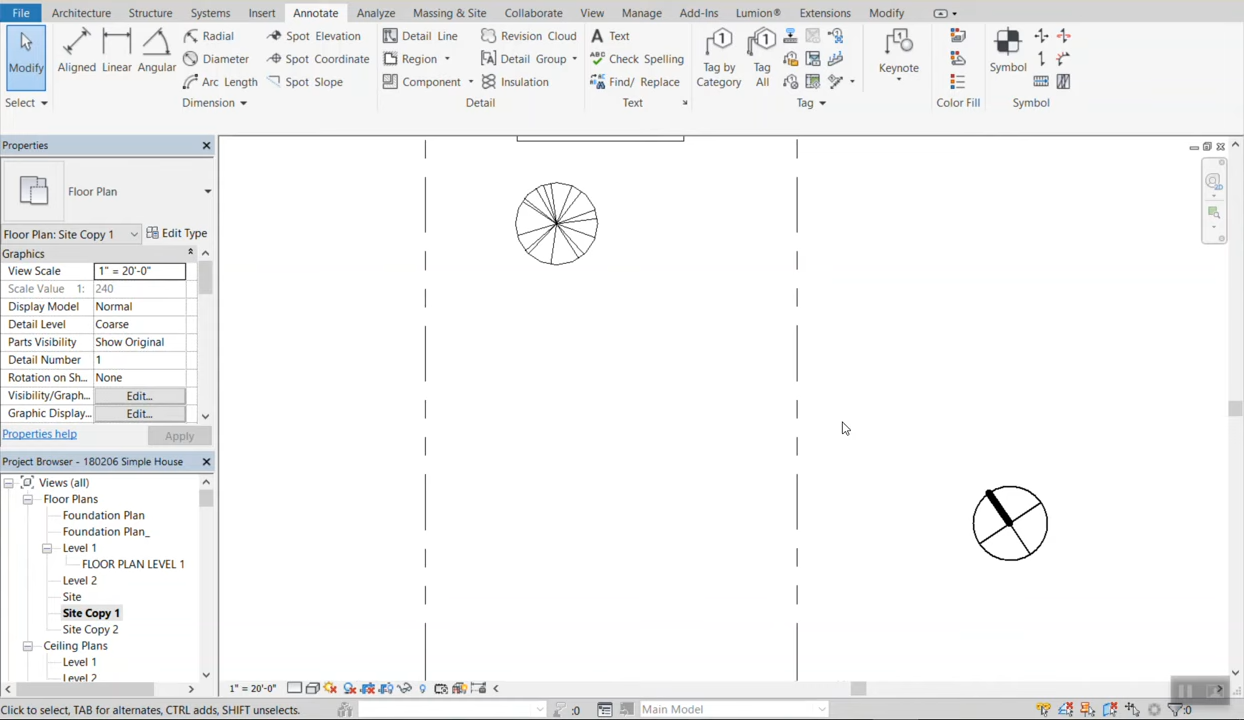 File Architecture Structure Systems Insert Annotate Analyze Massing & Site Collaborate View Manage Add-Ins Lumion® Extensions Modify
Modify Aligned Linear Angular Radial Spot Elevation Detail Line Revision Cloud Text Tag by Category Tag All Keynote Symbol
Diameter Spot Coordinate Region Detail Group Check Spelling
Arc Length Spot Slope Component Insulation Find/ Replace
Select Dimension Detail Text Tag Color Fill Symbol
Properties
Floor Plan
Floor Plan: Site Copy 1 Edit Type
Graphics
View Scale 1" = 20'-0"
Scale Value 1: 240
Display Model Normal
Detail Level Coarse
Parts Visibility Show Original
Detail Number 1
Rotation on Sh... None
Visibility/Graph... Edit...
Graphic Display... Edit...
Properties help Apply
Project Browser - 180206 Simple House
Views (all)
Floor Plans
Foundation Plan
Foundation Plan_
Level 1
FLOOR PLAN LEVEL 1
Level 2
Site
Site Copy 1
Site Copy 2
Ceiling Plans
Level 1
Level 2
1" = 20'-0"
Click to select, TAB for alternates, CTRL adds, SHIFT unselects. :0 Main Model :0